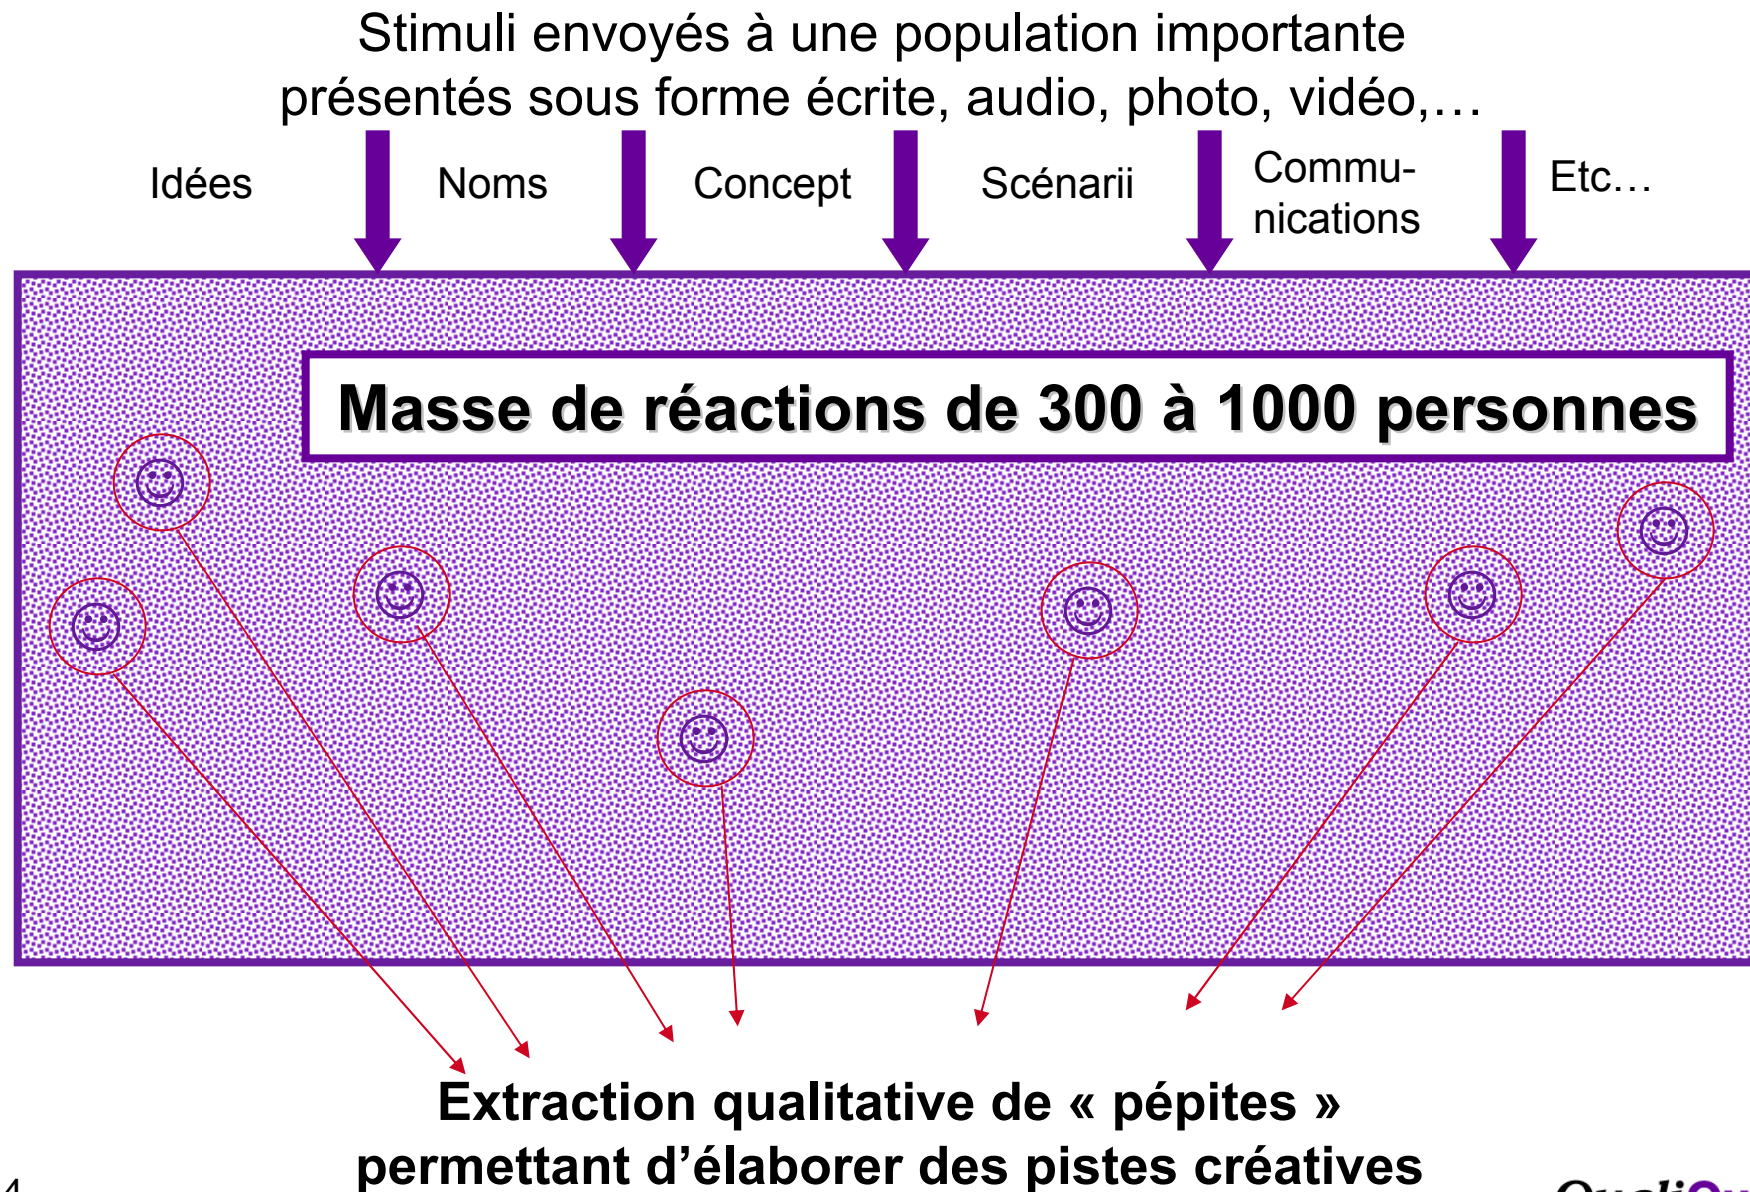 Stimuli envoyés à une population importante
présentés sous forme écrite, audio, photo, vidéo,…
Idées
Noms
Concept
Scénarii
Commu-
nications
Etc…
Masse de réactions de 300 à 1000 personnes
Extraction qualitative de « pépites »
permettant d’élaborer des pistes créatives
4